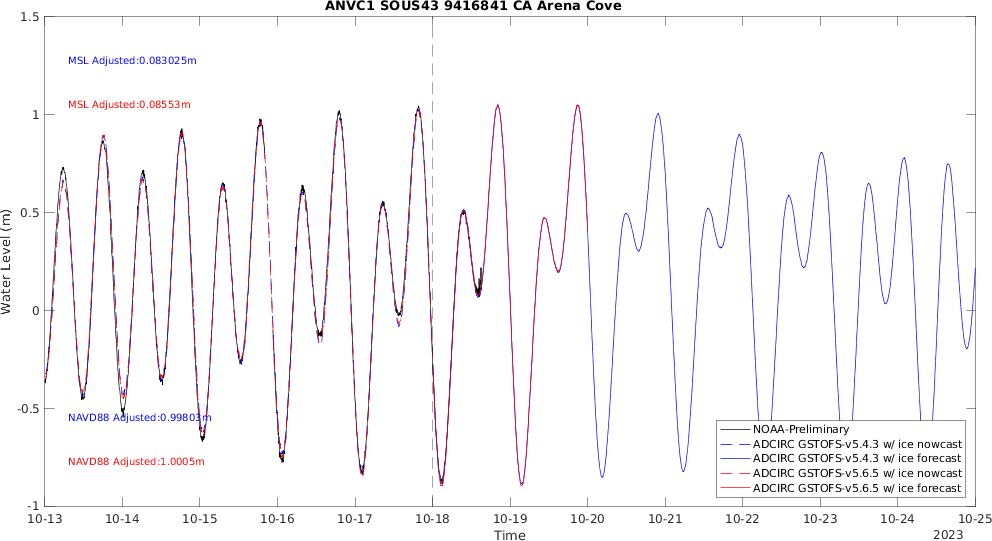 ANVC1 SOUS43 9416841 CA Arena Cove
1.5
1
0.5
0
-0.5
-1
Water Level (m)
MSL Adjusted:0.083025m
MSL Adjusted:0.08553m
NAVD88 Adjusted:0.99803m
NAVD88 Adjusted:1.0005m
NOAA-Preliminary
ADCIRC GSTOFS-v5.4.3 w/ ice nowcast
ADCIRC GSTOFS-v5.4.3 w/ ice forecast
ADCIRC GSTOFS-v5.6.5 w/ ice nowcast
ADCIRC GSTOFS-v5.6.5 w/ ice forecast
10-13 10-14 10-15 10-16 10-17 10-18 10-19 10-20 10-21 10-22 10-23 10-24 10-25
Time
2023